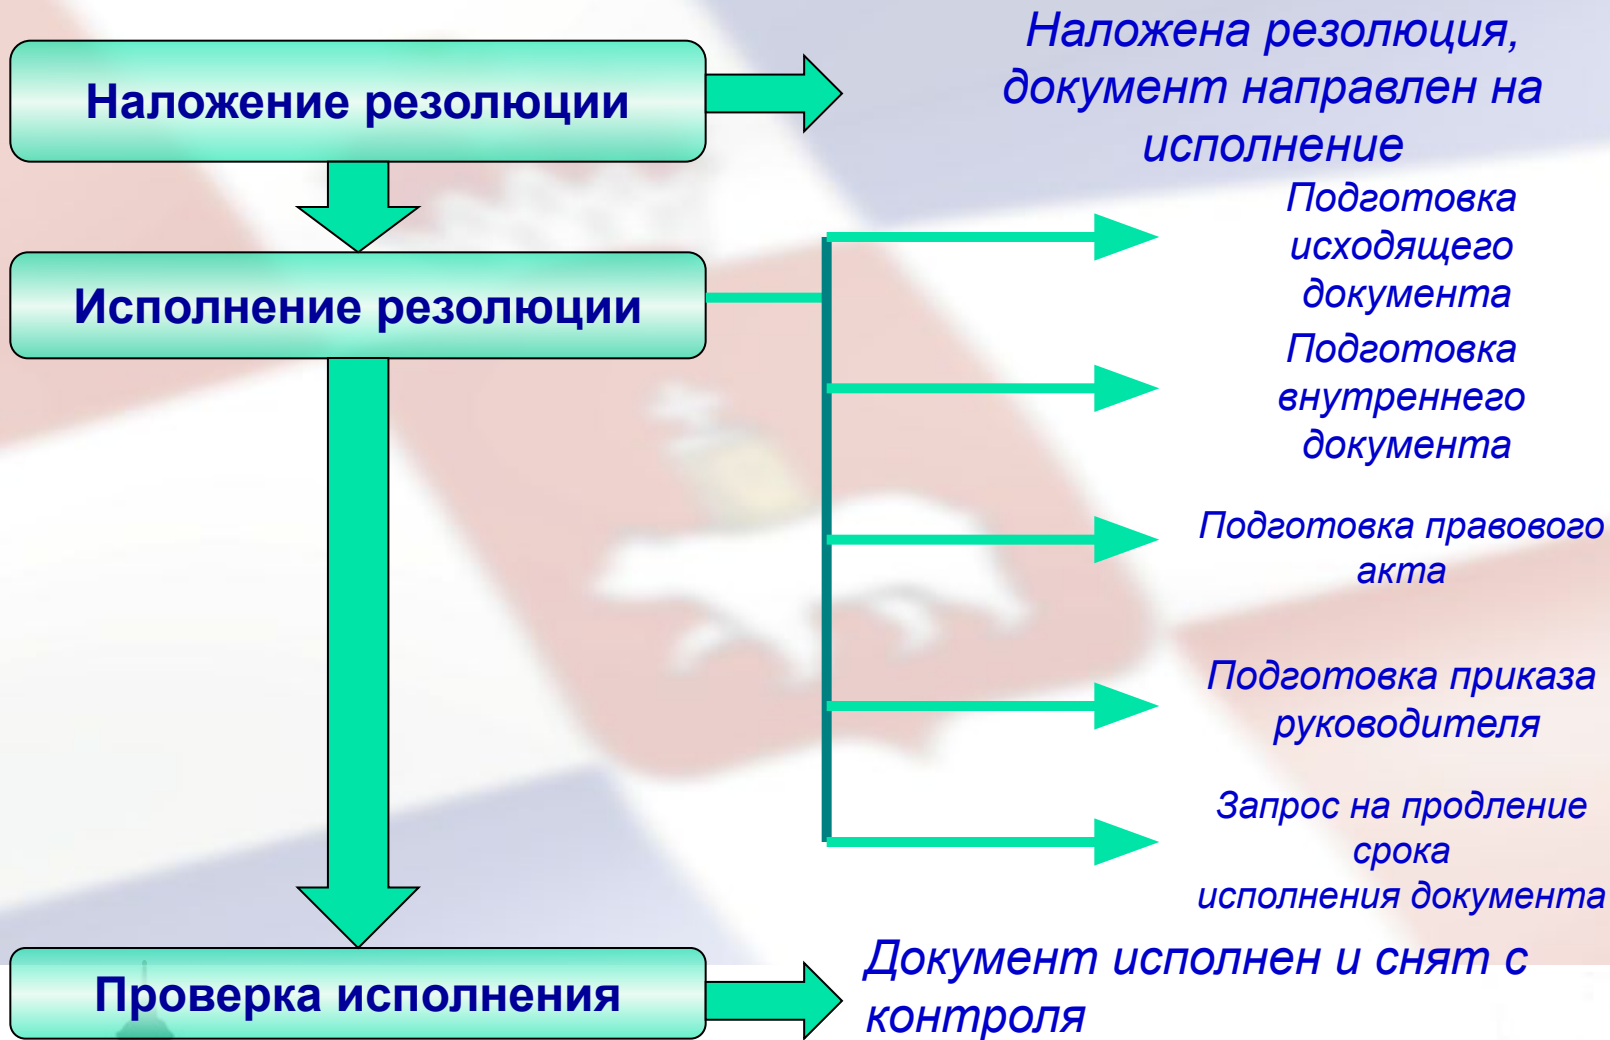 Наложение резолюции
Наложена резолюция,
документ направлен на
исполнение
Исполнение резолюции
Подготовка
исходящего
документа
Подготовка
внутреннего
документа
Подготовка правового
акта
Подготовка приказа
руководителя
Запрос на продление
срока
исполнения документа
Проверка исполнения
Документ исполнен и снят с
контроля